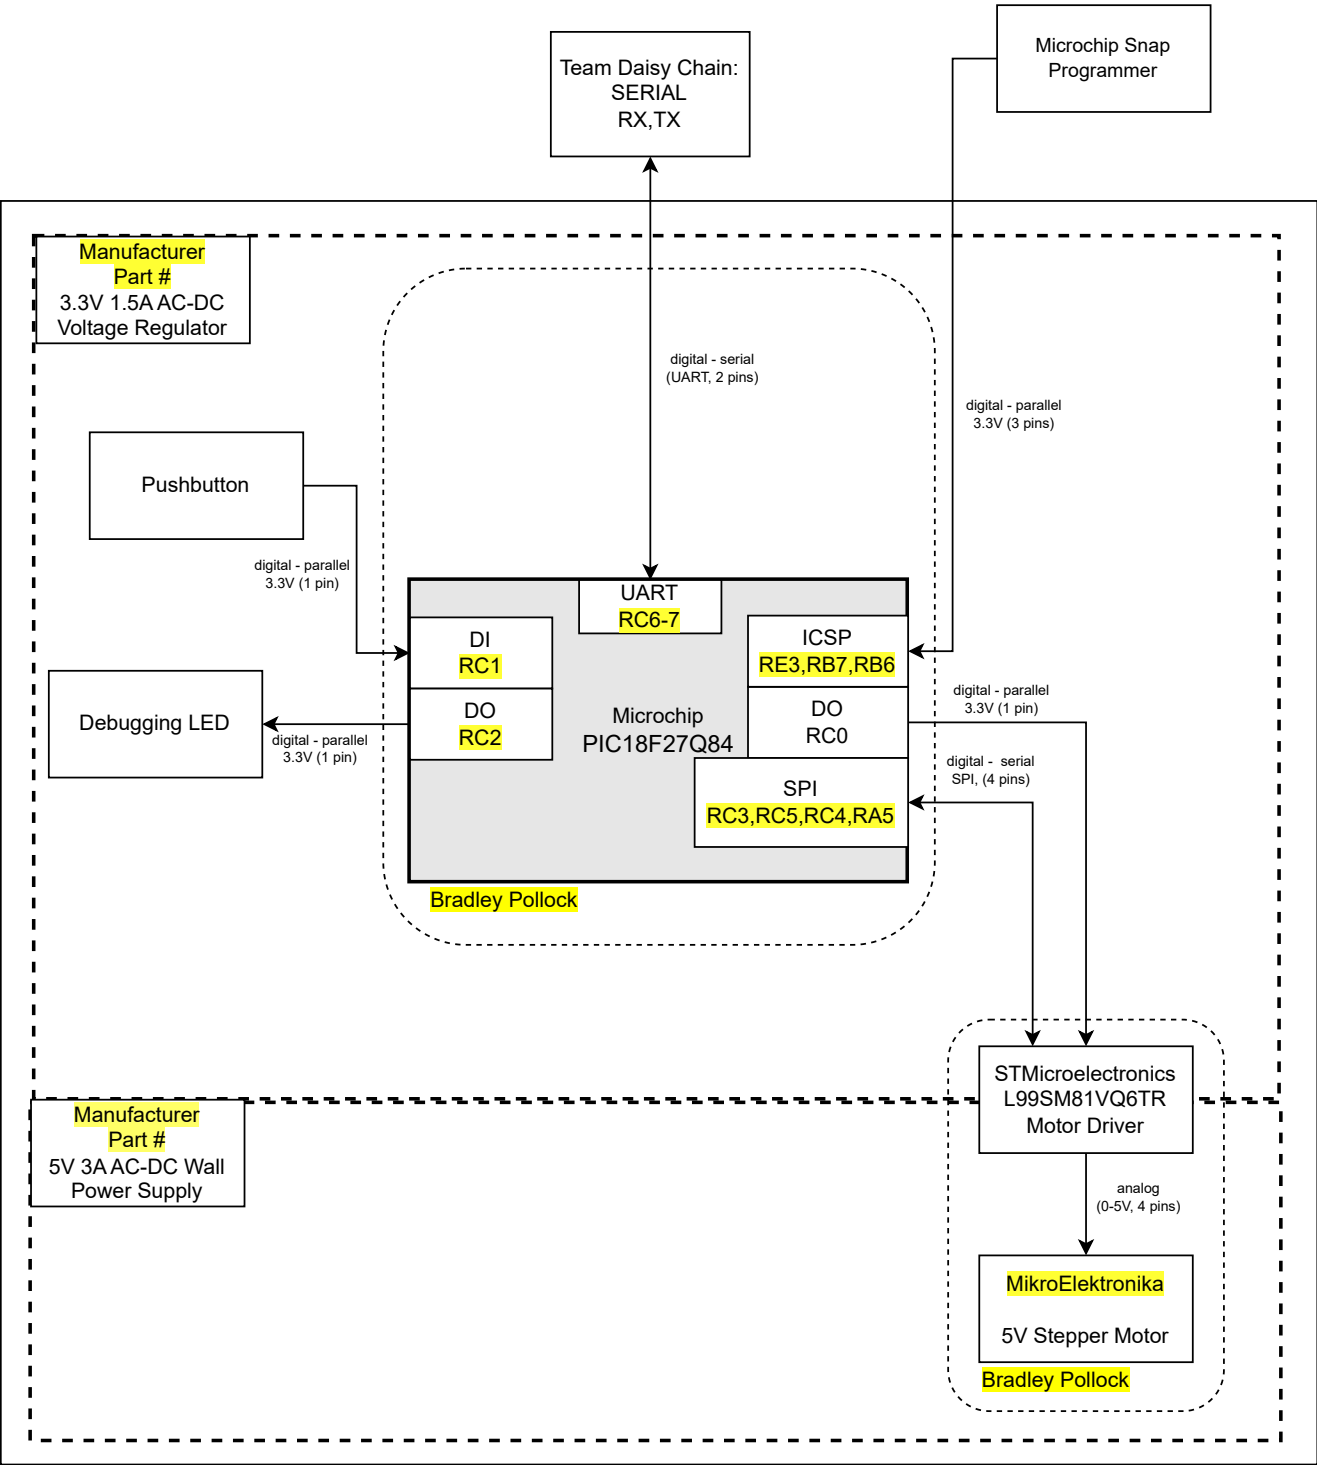 Team Daisy Chain:
SERIAL
RX,TX
Microchip Snap
Programmer
Manufacturer
Part #
3.3V 1.5A AC-DC
Voltage Regulator
digital - serial
(UART, 2 pins)
digital - parallel
3.3V (3 pins)
Pushbutton
digital - parallel
3.3V (1 pin)
UART
RC6-7
DI
RC1
ICSP
RE3,RB7,RB6
Debugging LED
digital - parallel
3.3V (1 pin)
DO
RC2
Microchip
PIC18F27Q84
DO
RC0
digital - parallel
3.3V (1 pin)
SPI
RC3,RC5,RC4,RA5
digital -  serial
SPI, (4 pins)
Bradley Pollock
STMicroelectronics
L99SM81VQ6TR
Motor Driver
Manufacturer
Part #
5V 3A AC-DC Wall
Power Supply
analog
(0-5V, 4 pins)
MikroElektronika
5V Stepper Motor
Bradley Pollock